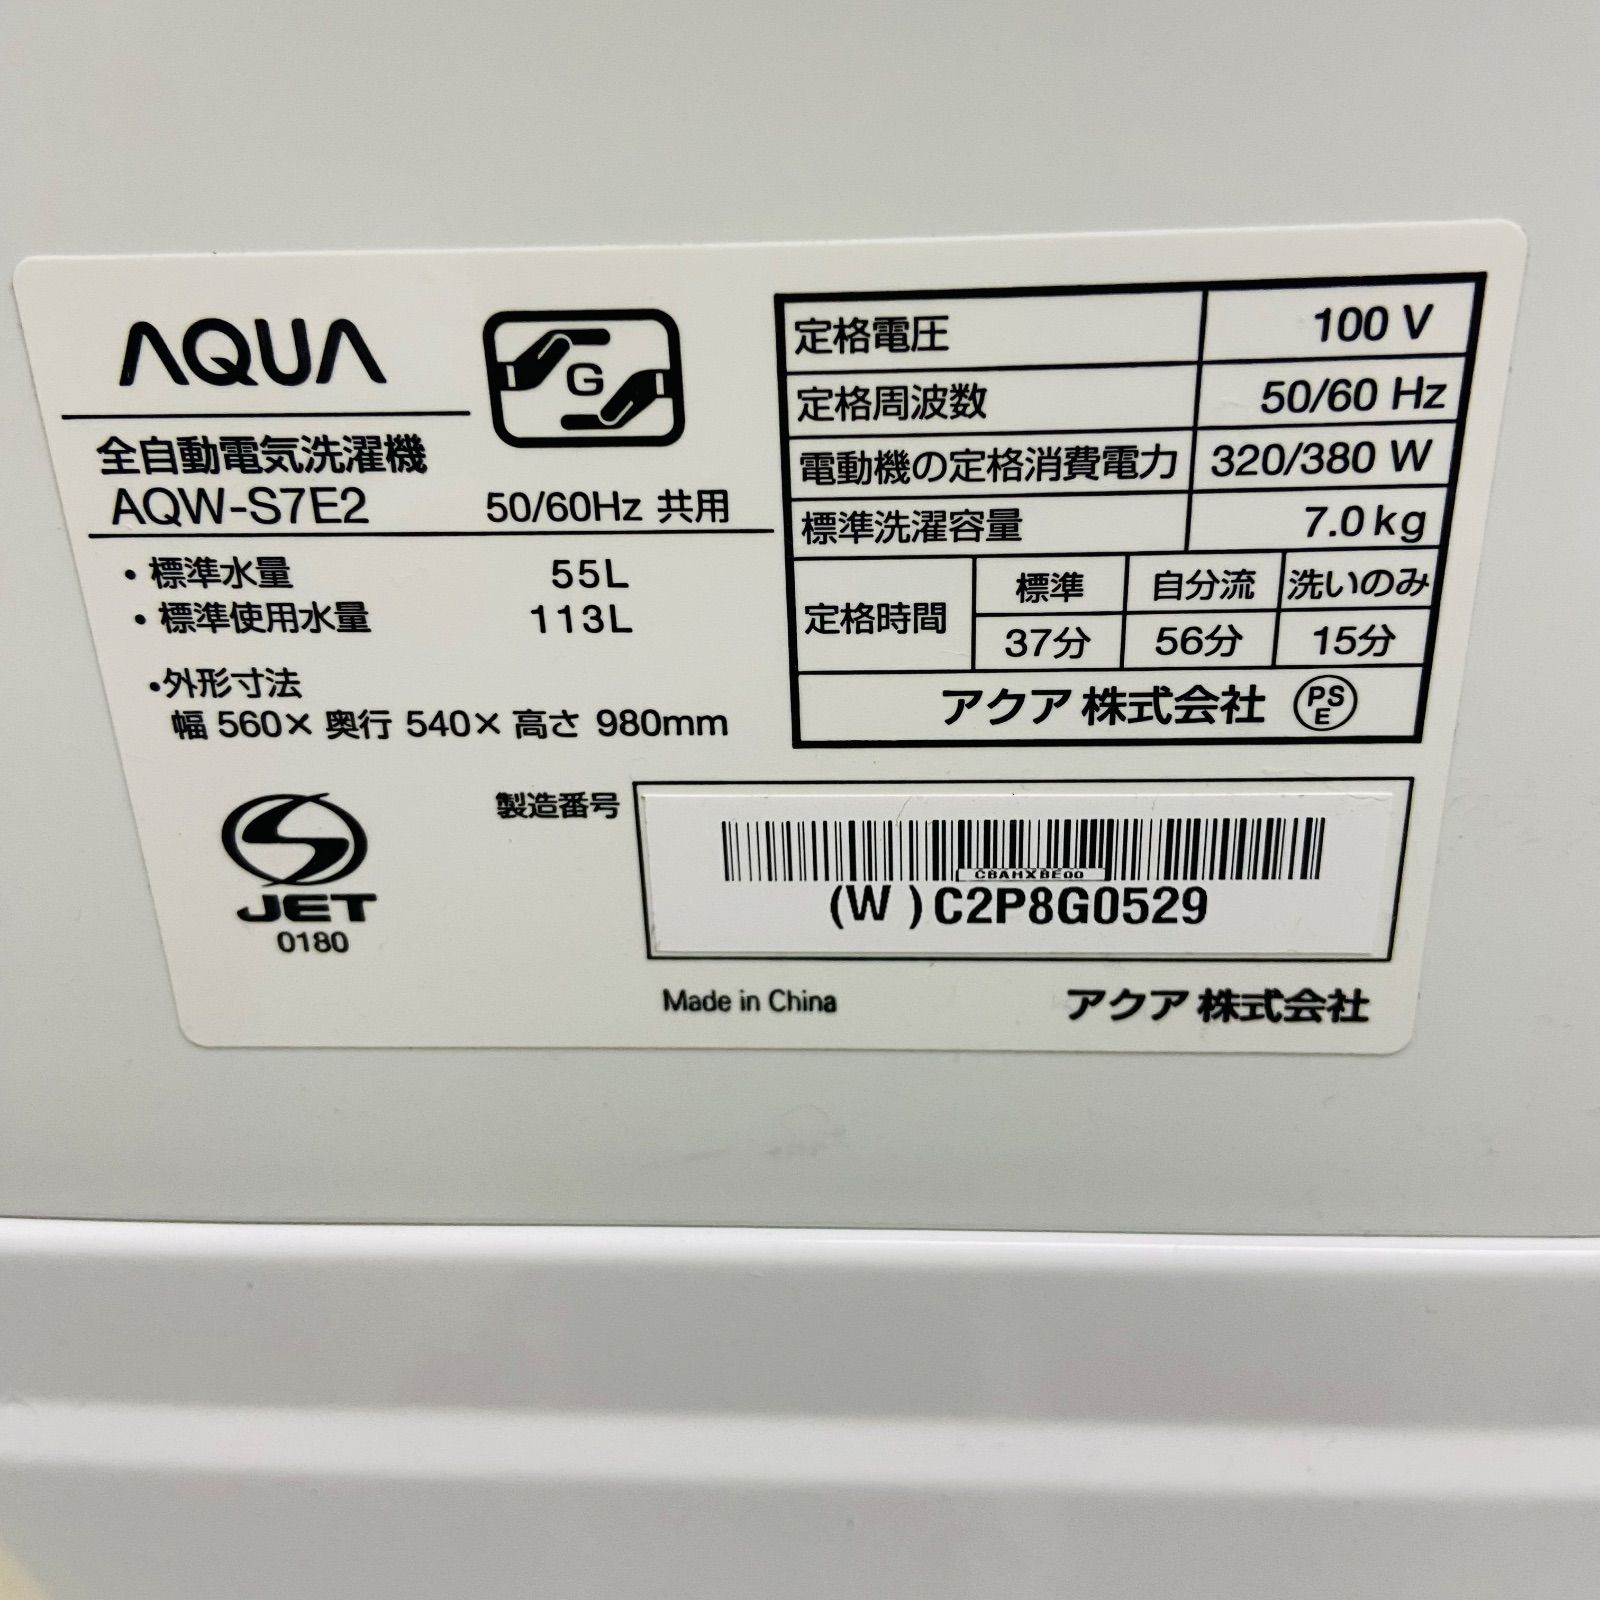 AQUA
G
全自動電気洗濯機
AQW-S7E2
50/60Hz 共用
・標準水量 55L
・標準使用水量 113L
・外形寸法
幅 560× 奥行 540× 高さ 980mm
定格電圧 100 V
定格周波数 50/60 Hz
電動機の定格消費電力 320/380 W
標準洗濯容量 7.0kg
定格時間 標準 自分流 洗いのみ
37分 56分 15分
アクア 株式会社 PSE
JET
0180
製造番号
CBAHXBE00
(W)C2P8G0529
Made in China
アクア 株式会社